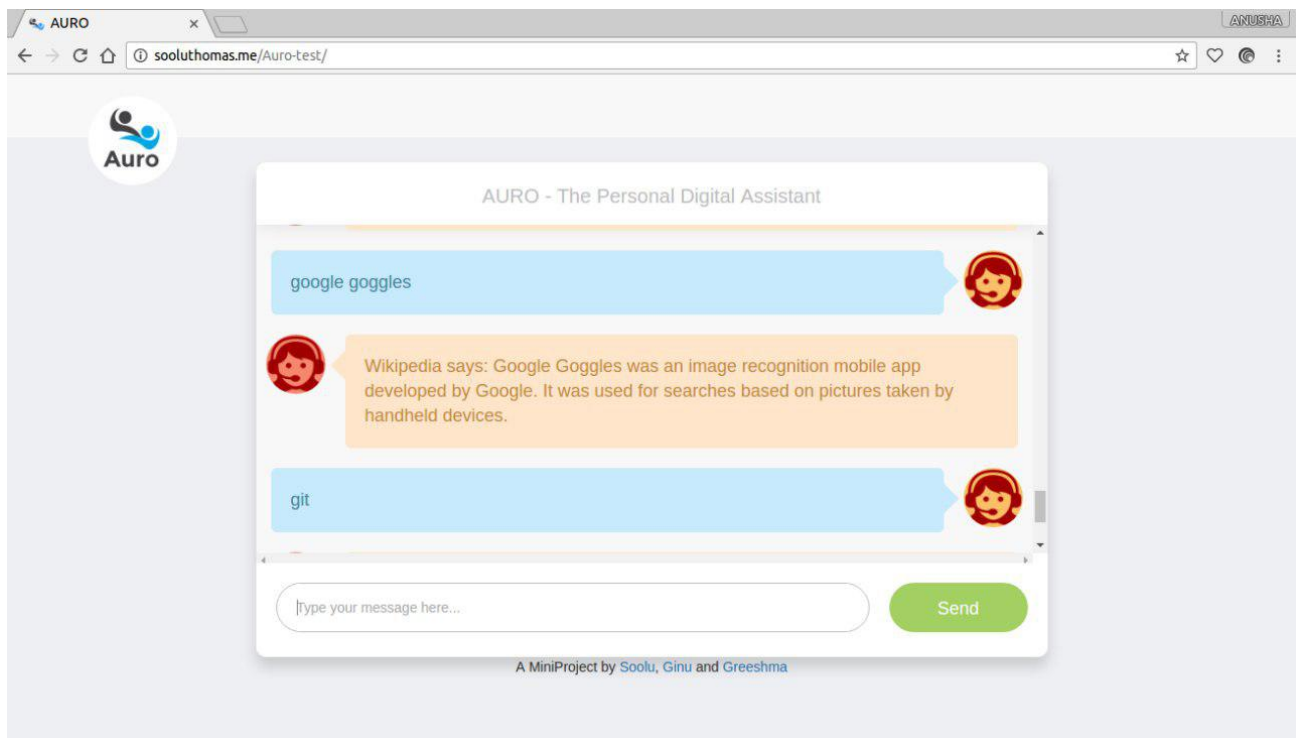 AURO
ANUSHA
sooluthomas.me/Auro-test/
Auro
AURO - The Personal Digital Assistant
google goggles
Wikipedia says: Google Goggles was an image recognition mobile app
developed by Google. It was used for searches based on pictures taken by
handheld devices.
git
Type your message here...
Send
A MiniProject by Soolu, Ginu and Greeshma